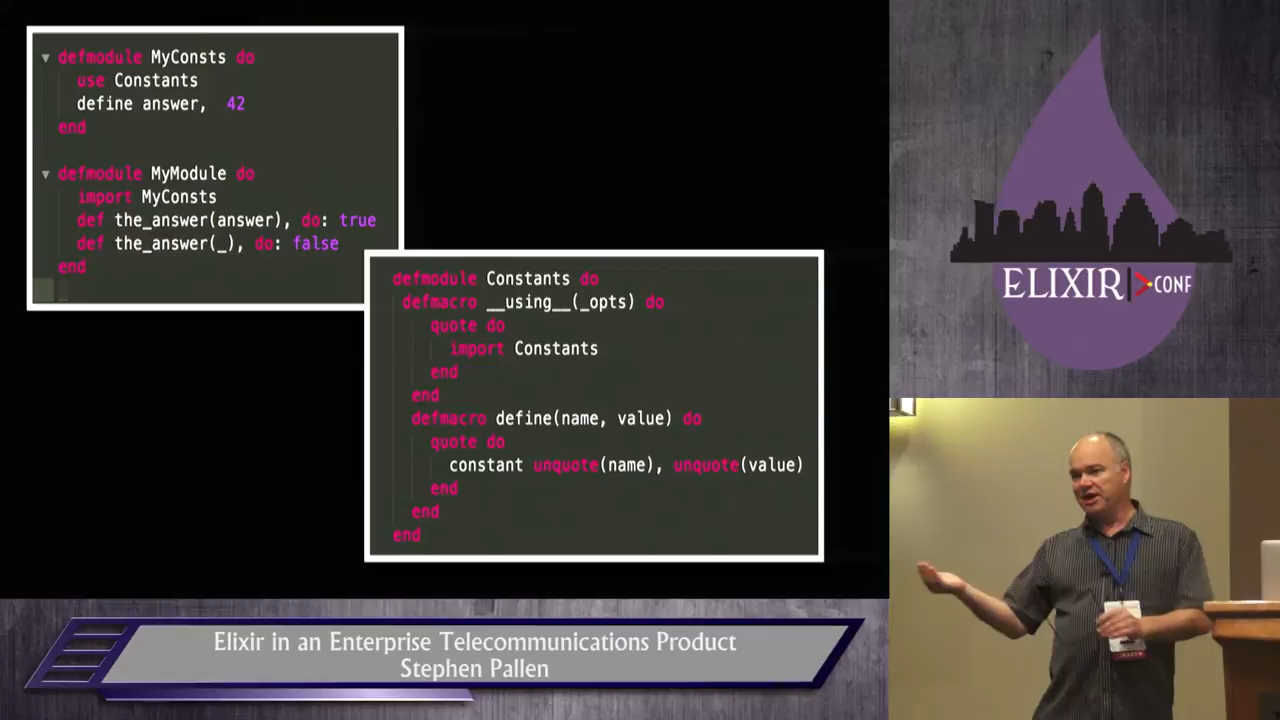 defmodule MyConsts do
use Constants
define answer,  42
end
defmodule MyModule do
import MyConsts
def the_answer(answer), do: true
def the_answer(_), do: false
end
defmodule Constants do
defmacro __using__(_opts) do
quote do
import Constants
end
end
defmacro define(name, value) do
quote do
constant unquote(name), unquote(value)
end
end
end
ELIXIR CONF
Elixir in an Enterprise Telecommunications Product
Stephen Pallen